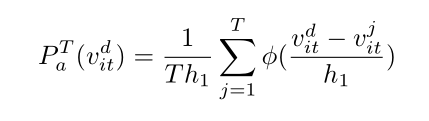 $P_a^T(v_{it}^d) = \frac{1}{Th_1} \sum_{j=1}^{T} \phi(\frac{v_{it}^d - v_{it}^j}{h_1})$